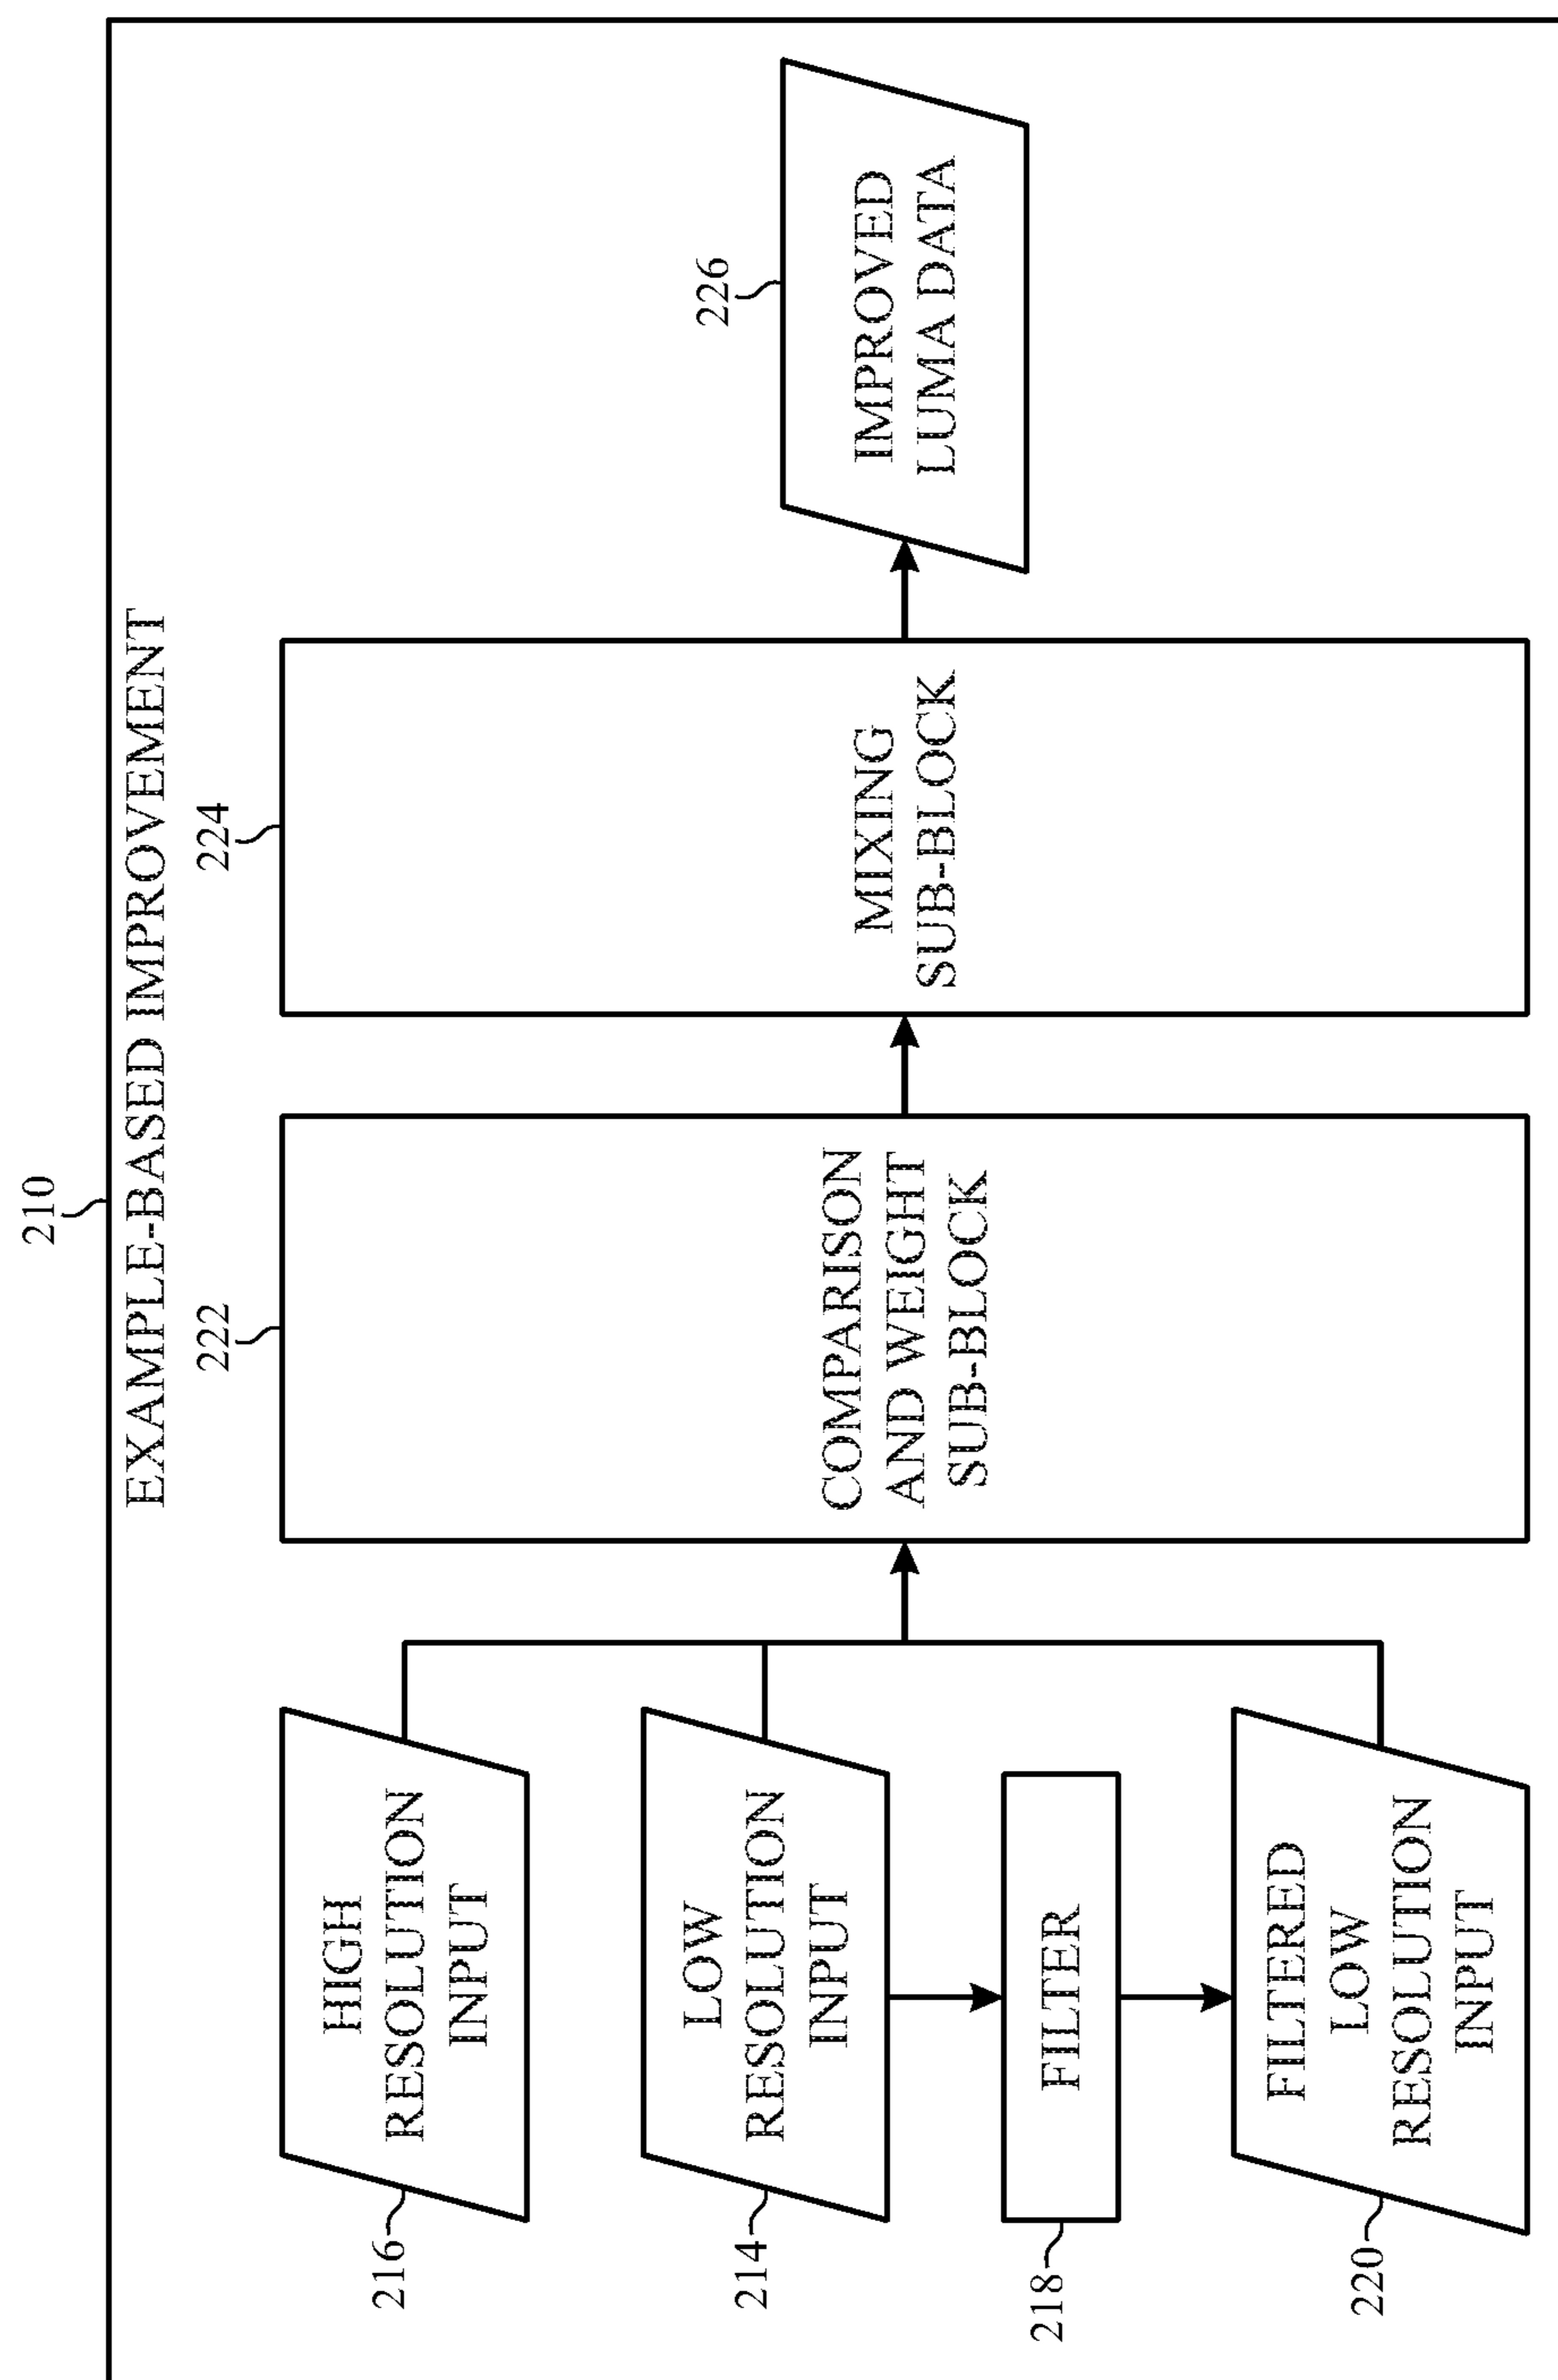 210
EXAMPLE-BASED IMPROVEMENT
216
HIGH
RESOLUTION
INPUT
214
LOW
RESOLUTION
INPUT
218
FILTER
220
FILTERED
LOW
RESOLUTION
INPUT
222
COMPARISON
AND WEIGHT
SUB-BLOCK
224
MIXING
SUB-BLOCK
226
IMPROVED
LUMA DATA